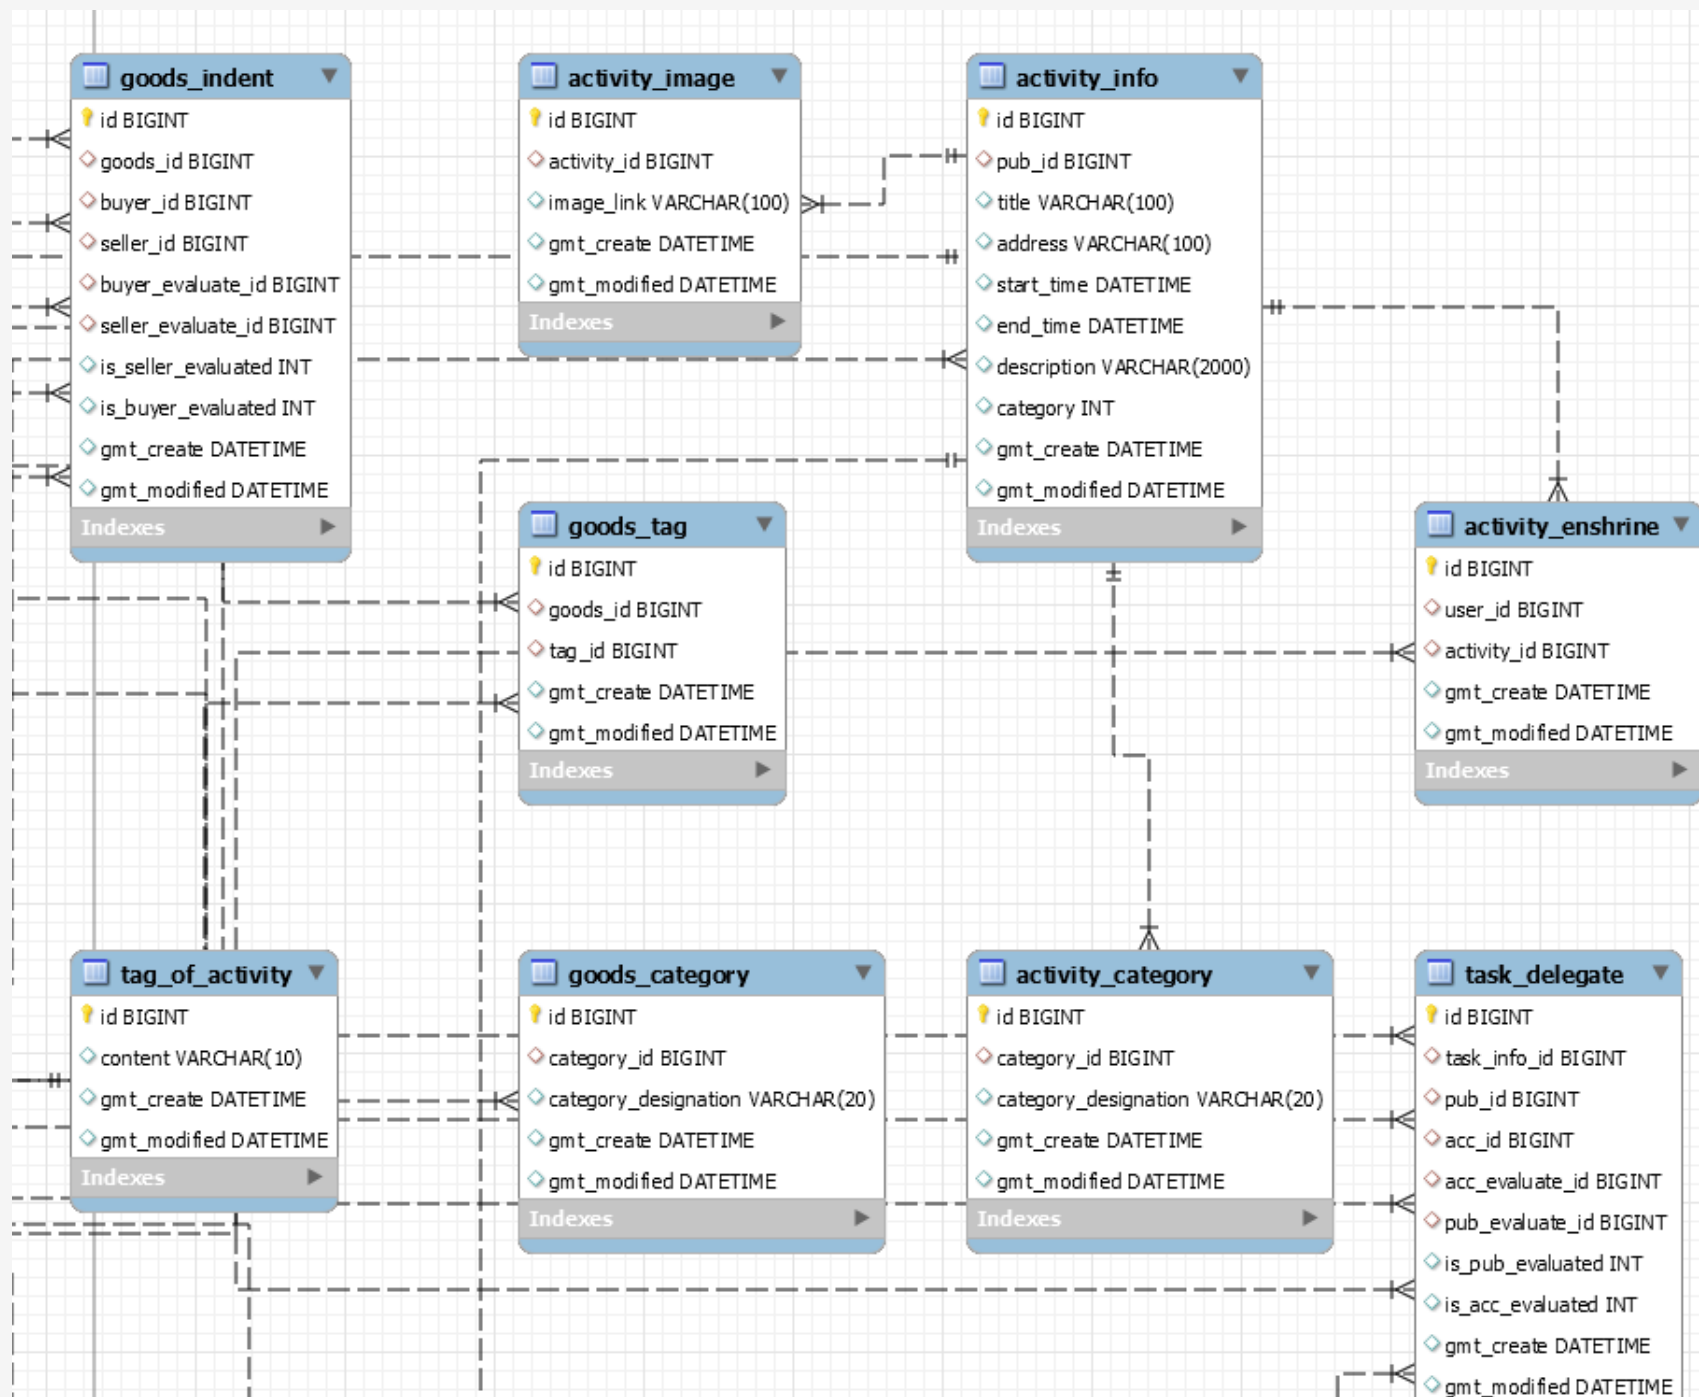 goods_indent
id BIGINT
goods_id BIGINT
buyer_id BIGINT
seller_id BIGINT
buyer_evaluate_id BIGINT
seller_evaluate_id BIGINT
is_seller_evaluated INT
is_buyer_evaluated INT
gmt_create DATETIME
gmt_modified DATETIME
Indexes
activity_image
id BIGINT
activity_id BIGINT
image_link VARCHAR(100)
gmt_create DATETIME
gmt_modified DATETIME
Indexes
activity_info
id BIGINT
pub_id BIGINT
title VARCHAR(100)
address VARCHAR(100)
start_time DATETIME
end_time DATETIME
description VARCHAR(2000)
category INT
gmt_create DATETIME
gmt_modified DATETIME
Indexes
goods_tag
id BIGINT
goods_id BIGINT
tag_id BIGINT
gmt_create DATETIME
gmt_modified DATETIME
Indexes
activity_enshrine
id BIGINT
user_id BIGINT
activity_id BIGINT
gmt_create DATETIME
gmt_modified DATETIME
Indexes
tag_of_activity
id BIGINT
content VARCHAR(10)
gmt_create DATETIME
gmt_modified DATETIME
Indexes
goods_category
id BIGINT
category_id BIGINT
category_designation VARCHAR(20)
gmt_create DATETIME
gmt_modified DATETIME
Indexes
activity_category
id BIGINT
category_id BIGINT
category_designation VARCHAR(20)
gmt_create DATETIME
gmt_modified DATETIME
Indexes
task_delegate
id BIGINT
task_info_id BIGINT
pub_id BIGINT
acc_id BIGINT
acc_evaluate_id BIGINT
pub_evaluate_id BIGINT
is_pub_evaluated INT
is_acc_evaluated INT
gmt_create DATETIME
gmt_modified DATETIME